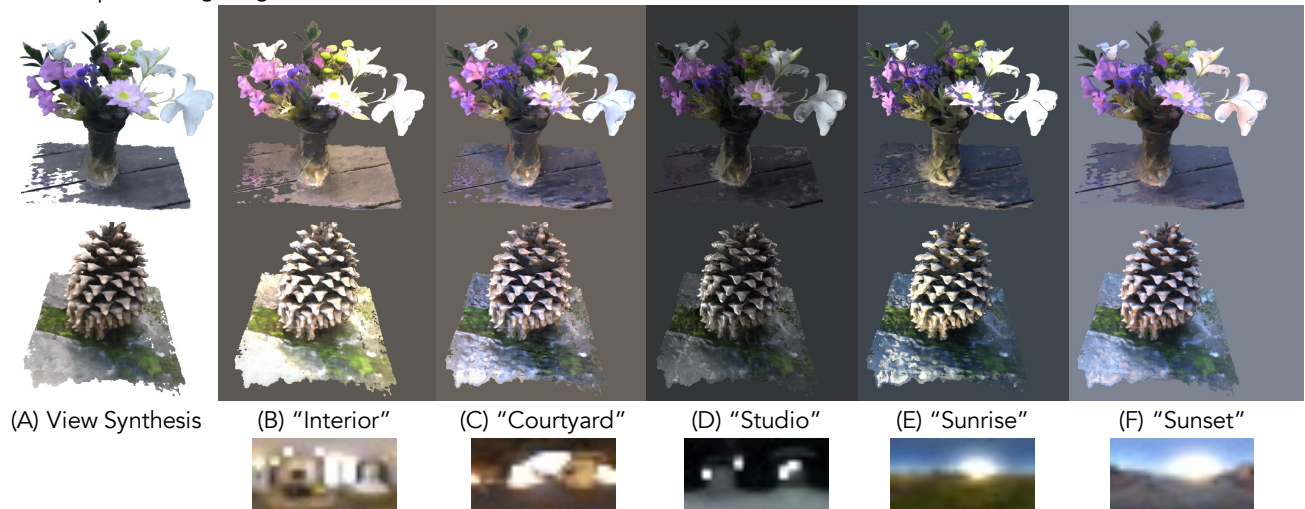 (A) View Synthesis
(B) “Interior”
(C) “Courtyard”
(D) “Studio”
(E) “Sunrise”
(F) “Sunset”